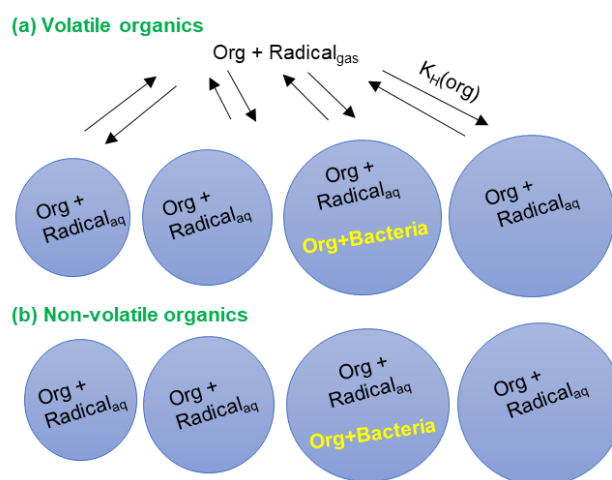 (a) Volatile organics
Org + Radicalgas
KH(org)
Org +
Radicalaq
Org +
Radicalaq
Org +
Radicalaq
Org+Bacteria
Org +
Radicalaq
(b) Non-volatile organics
Org +
Radicalaq
Org +
Radicalaq
Org +
Radicalaq
Org+Bacteria
Org +
Radicalaq